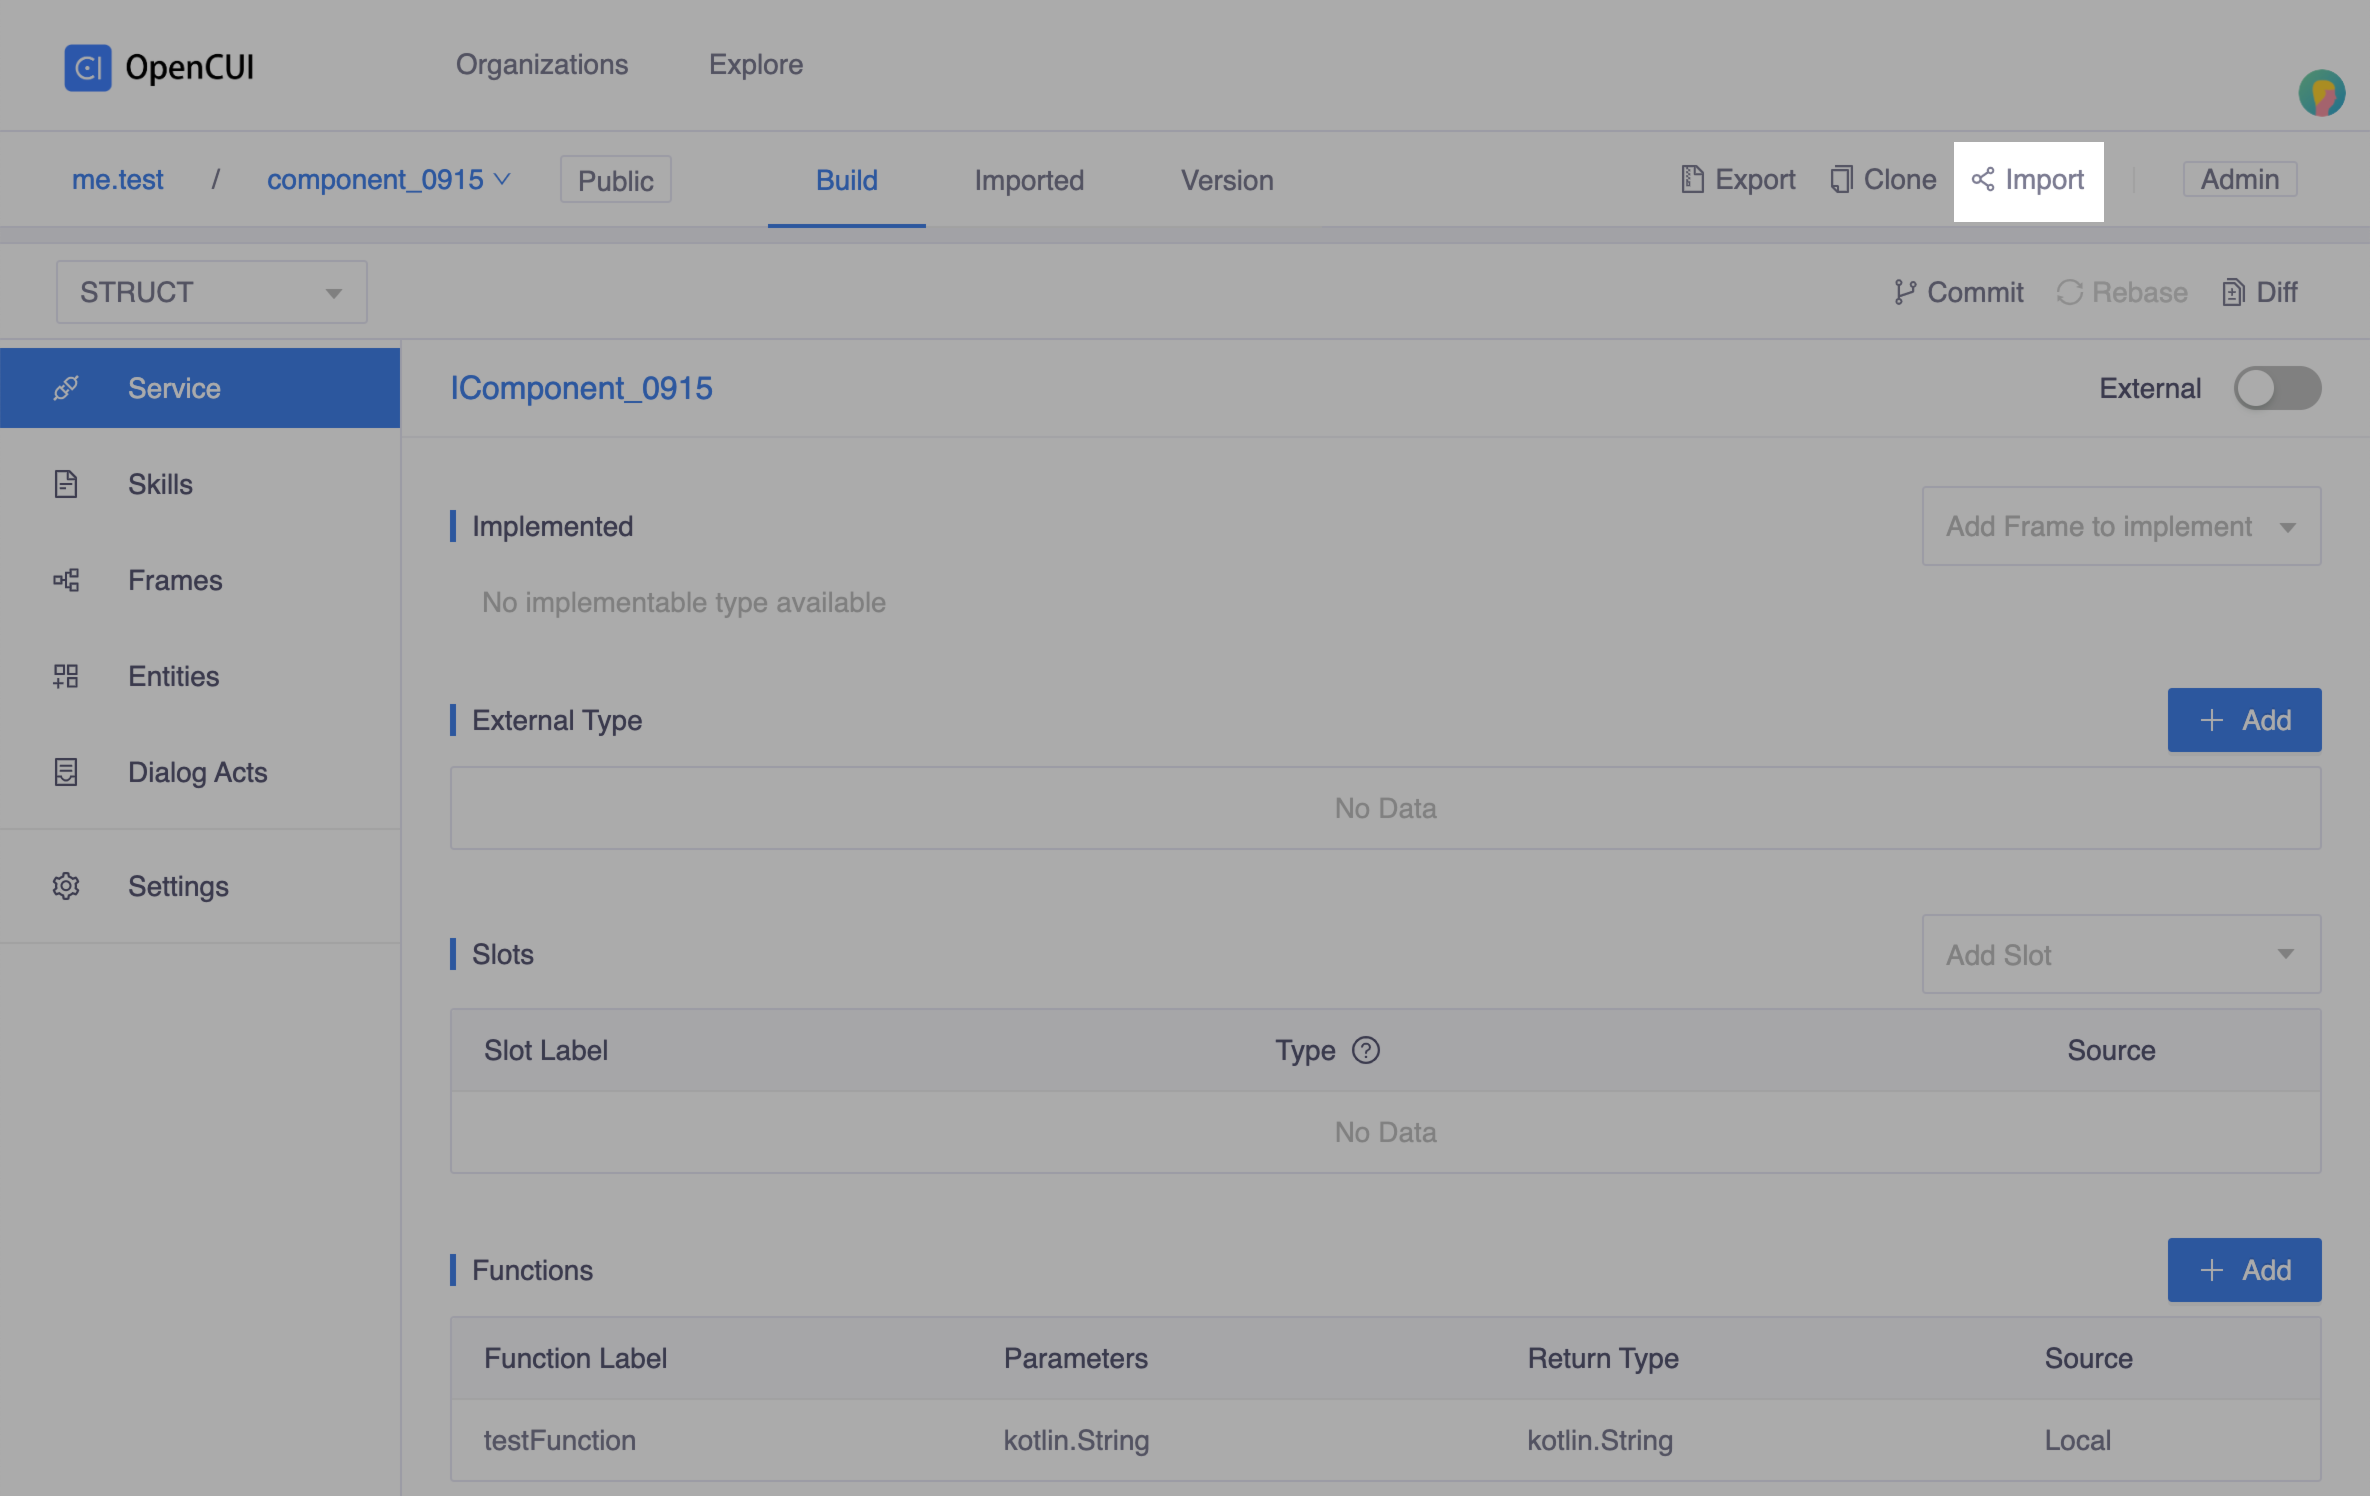 OpenCUI
Organizations
Explore
me.test / component_0915
Public
Build
Imported
Version
Export
Clone
Import
Admin
STRUCT
Commit
Rebase
Diff
Service
Skills
Frames
Entities
Dialog Acts
Settings
IComponent_0915
External
Implemented
Add Frame to implement
No implementable type available
External Type
+ Add
No Data
Slots
Add Slot
Slot Label Type ? Source
No Data
Functions
+ Add
Function Label Parameters Return Type Source
testFunction kotlin.String kotlin.String Local